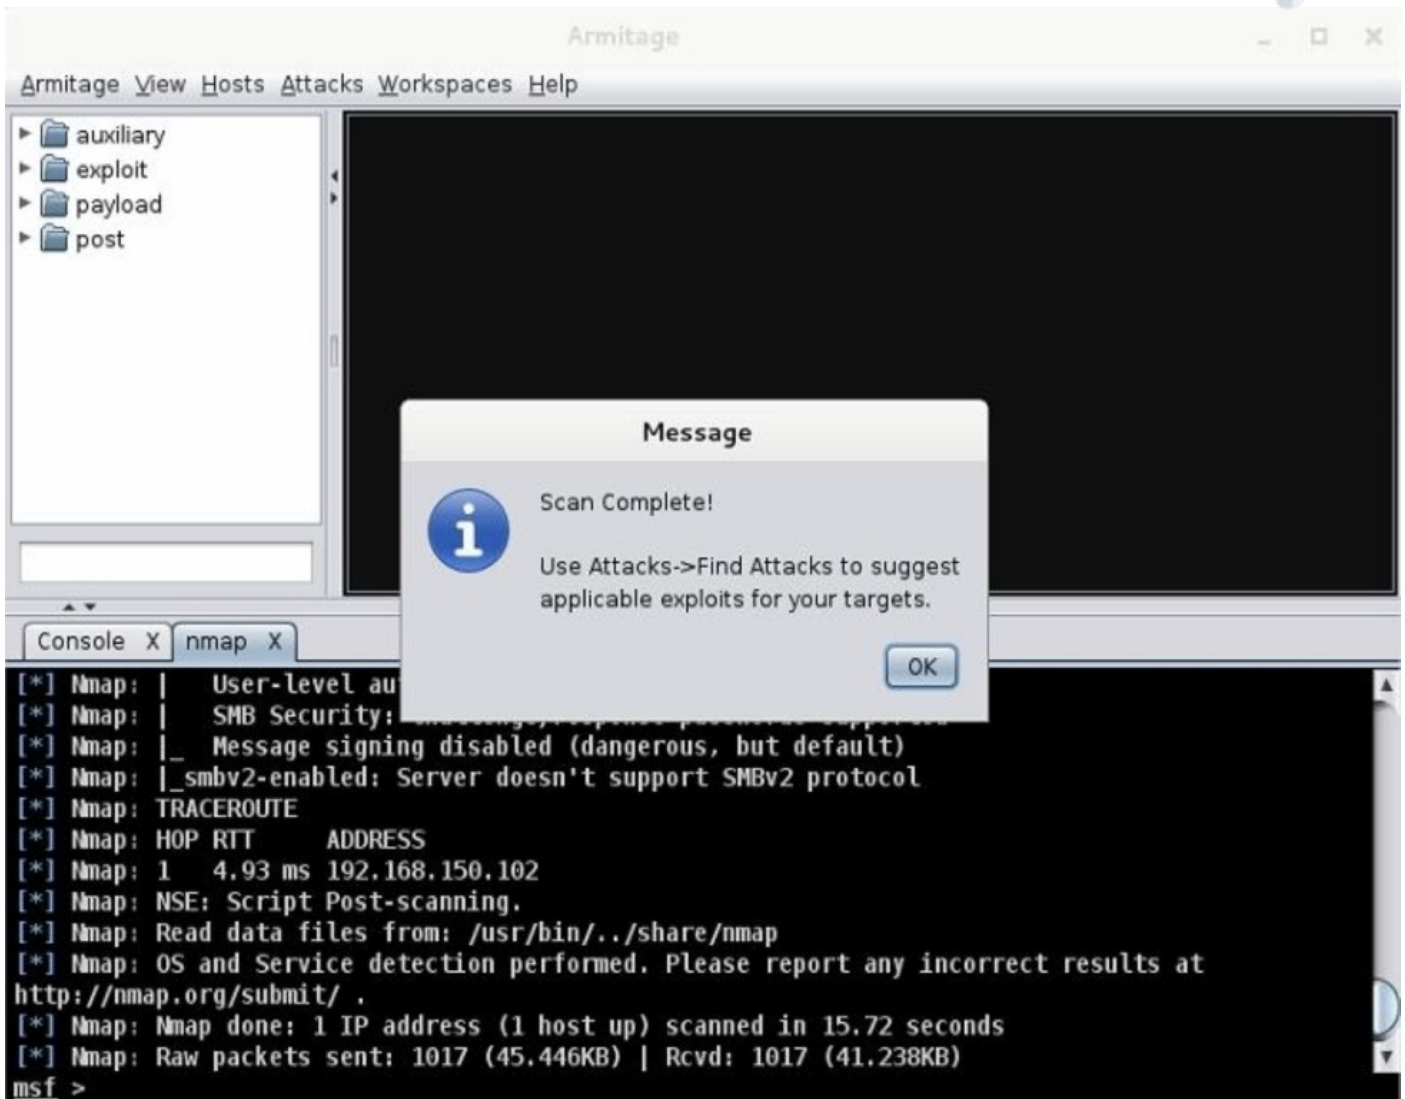 Armitage
Armitage View Hosts Attacks Workspaces Help
auxiliary
exploit
payload
post
Message
Scan Complete!
Use Attacks->Find Attacks to suggest
applicable exploits for your targets.
OK
Console X nmap X
[*] Nmap: | User-level
[*] Nmap: | SMB Security:
[*] Nmap: |_ Message signing disabled (dangerous, but default)
[*] Nmap: |_smbv2-enabled: Server doesn't support SMBv2 protocol
[*] Nmap: TRACEROUTE
[*] Nmap: HOP RTT ADDRESS
[*] Nmap: 1 4.93 ms 192.168.150.102
[*] Nmap: NSE: Script Post-scanning.
[*] Nmap: Read data files from: /usr/bin/../share/nmap
[*] Nmap: OS and Service detection performed. Please report any incorrect results at
http://nmap.org/submit/ .
[*] Nmap: Nmap done: 1 IP address (1 host up) scanned in 15.72 seconds
[*] Nmap: Raw packets sent: 1017 (45.446KB) | Rcvd: 1017 (41.238KB)
msf >